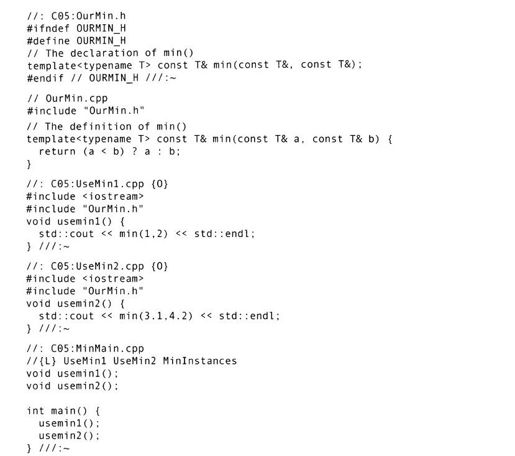 //: C05:OurMin.h
#ifndef OURMIN_H
#define OURMIN_H
// The declaration of min()
template<typename T> const T& min(const T&, const T&);
#endif // OURMIN_H ///:~
// OurMin.cpp
#include "OurMin.h"
// The definition of min()
template<typename T> const T& min(const T& a, const T& b) {
  return (a < b) ? a : b;
}
//: C05:UseMin1.cpp {O}
#include <iostream>
#include "OurMin.h"
void usemin1() {
  std::cout << min(1,2) << std::endl;
} ///:~
//: C05:UseMin2.cpp {O}
#include <iostream>
#include "OurMin.h"
void usemin2() {
  std::cout << min(3.1,4.2) << std::endl;
} ///:~
//: C05:MinMain.cpp
//{L} UseMin1 UseMin2 MinInstances
void usemin1();
void usemin2();

int main() {
  usemin1();
  usemin2();
} ///:~